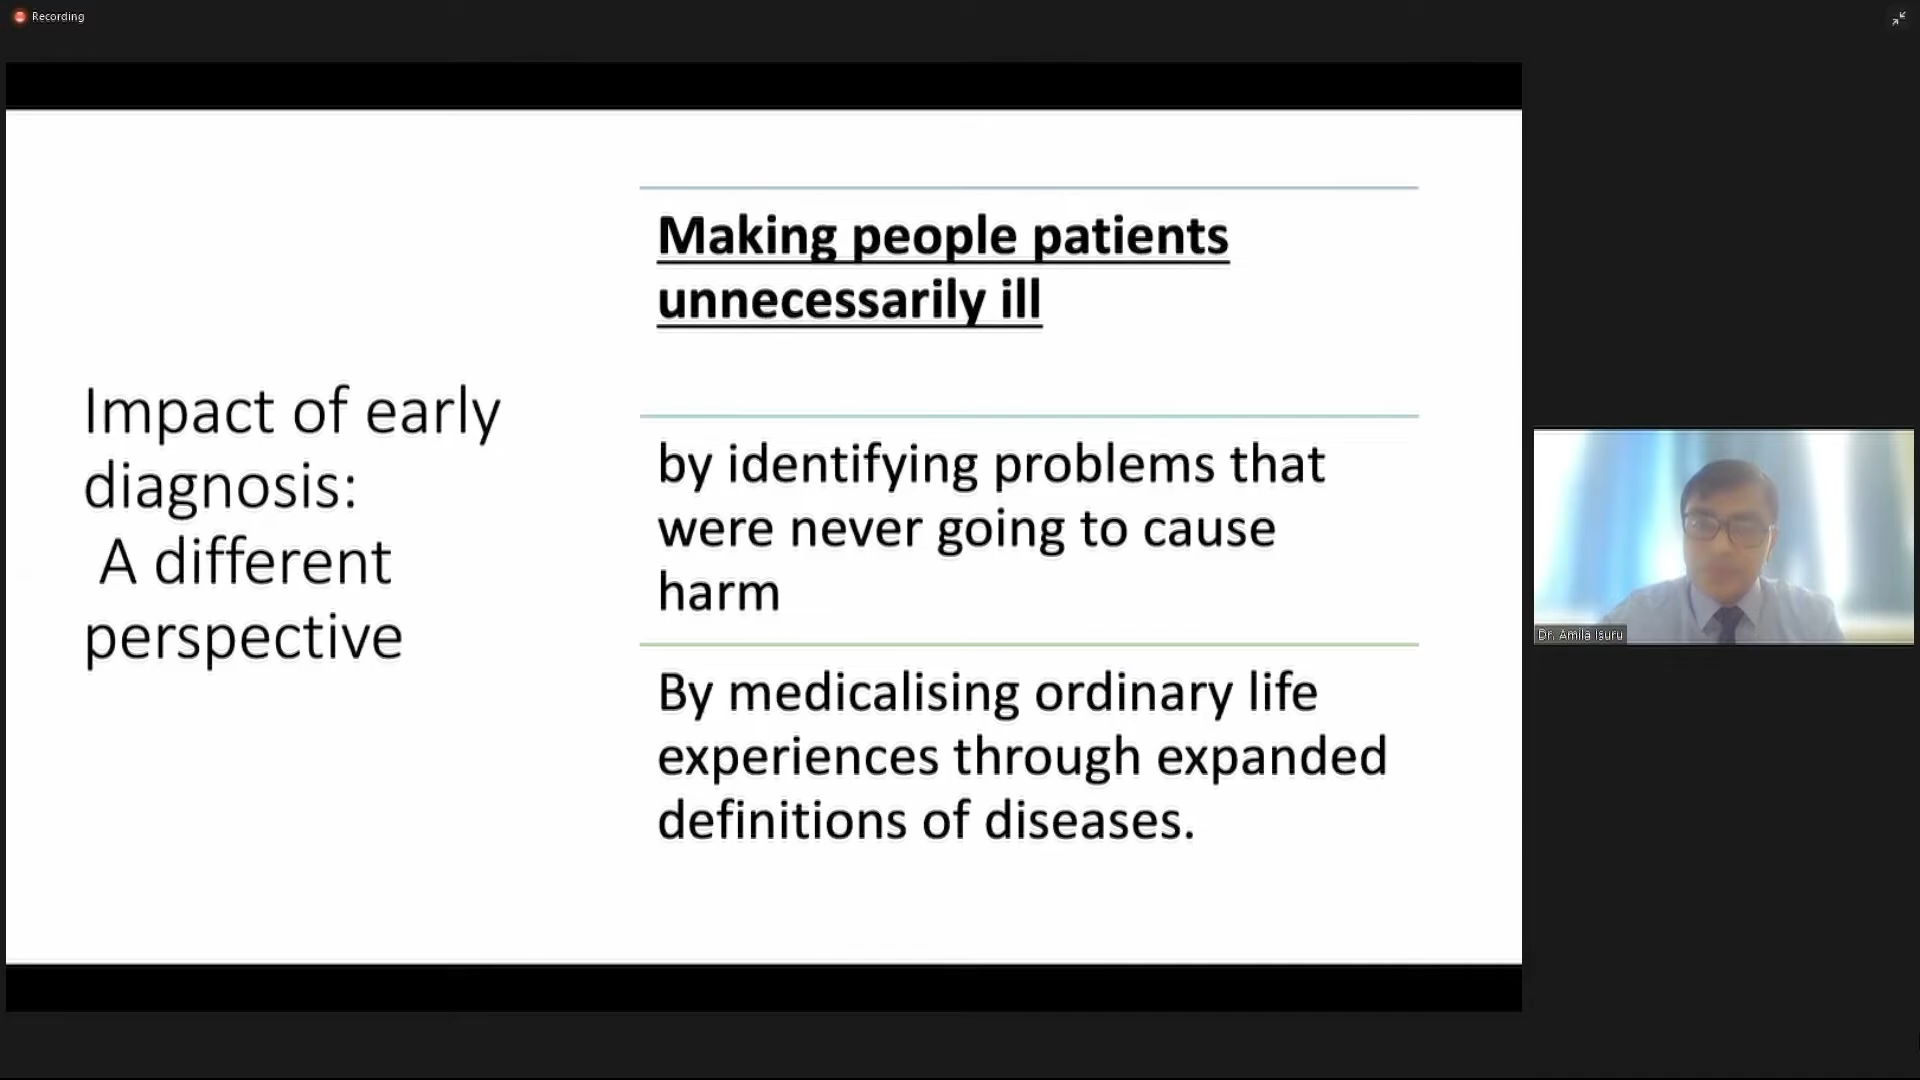 Recording
Impact of early
diagnosis:
A different
perspective
Making people patients
unnecessarily ill
by identifying problems that
were never going to cause
harm
By medicalising ordinary life
experiences through expanded
definitions of diseases.
Dr. Amila Isuru